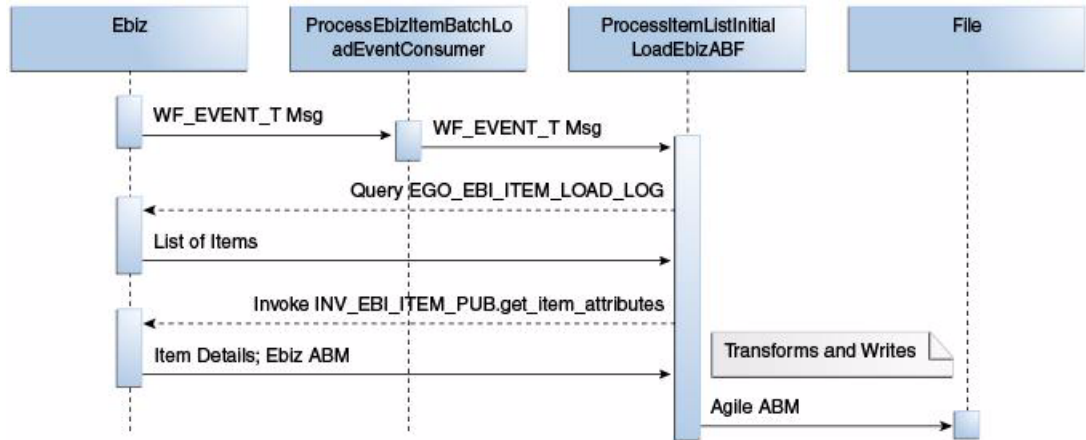 Ebiz
ProcessEbizItemBatchLo
adEventConsumer
ProcessItemListInitial
LoadEbizABF
File
WF_EVENT_T Msg
WF_EVENT_T Msg
Query EGO_EBI_ITEM_LOAD_LOG
List of Items
Invoke INV_EBI_ITEM_PUB.get_item_attributes
Item Details; Ebiz ABM
Transforms and Writes
Agile ABM